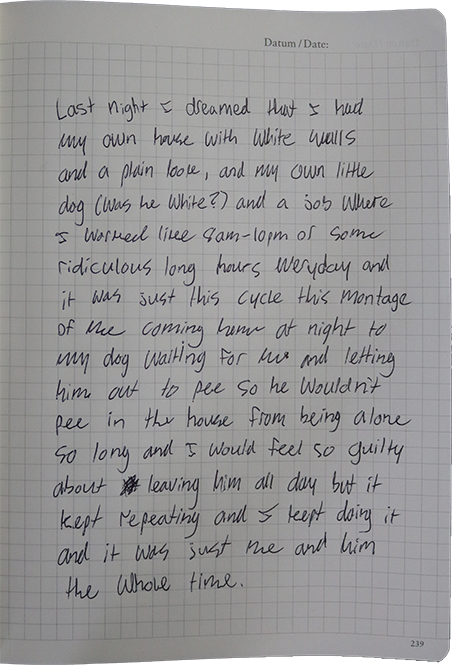 Datum / Date:
Last night I dreamed that I had
my own house with white walls
and a plain loose, and my own little
dog (was he white?) and a job where
I worked like 8am-10pm or some
ridiculous long hours everyday and
it was just this cycle this montage
of me coming home at night to
my dog waiting for me and letting
him out to pee so he wouldn't
pee in the house from being alone
so long and I would feel so guilty
about leaving him all day but it
kept repeating and I kept doing it
and it was just me and him
the whole time.
239